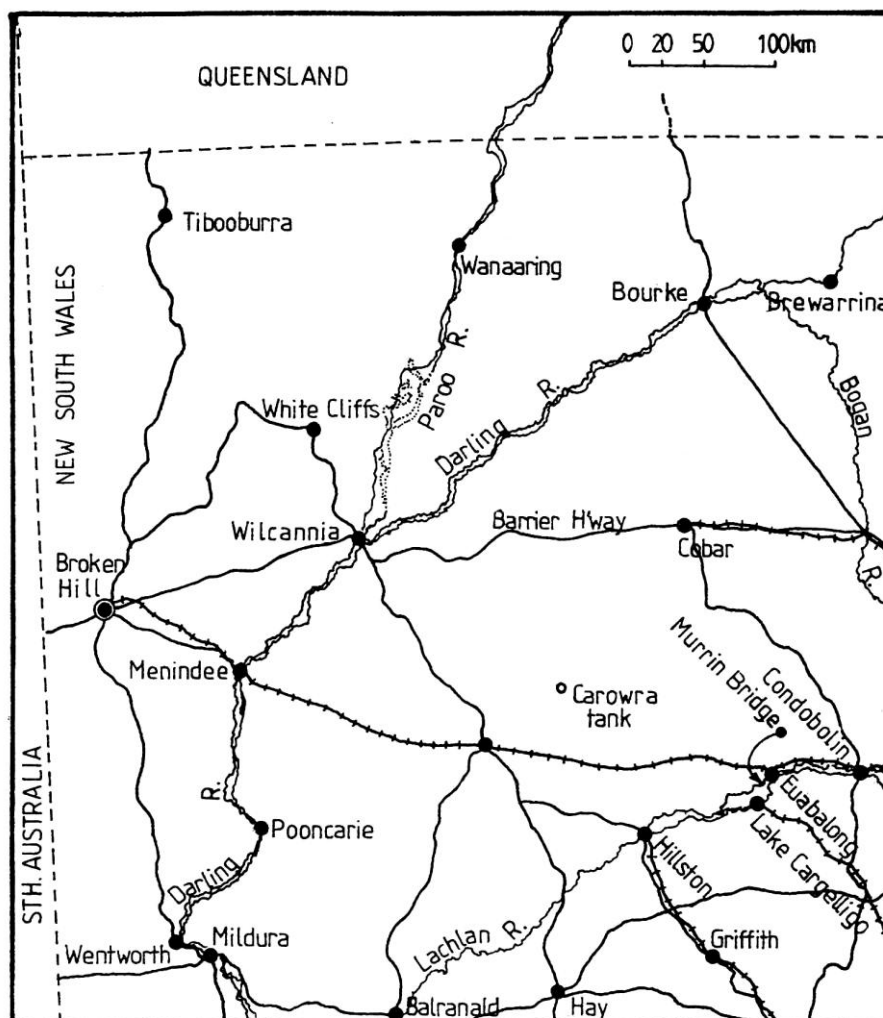 0 20 50 100km
QUEENSLAND
Tibooburra
Wanaaring
Bourke
Brewarrina
NEW SOUTH WALES
Paroo R.
White Cliffs
Darling R.
Bogan
R.
Wilcannia
Barrier H'way
Cobar
Broken
Hill
Menindee
Murrin Bridge
Condobolin
Carowra
tank
STH. AUSTRALIA
R.
Pooncarie
Darling
Euabalong
Lake Cargelligo
Hillston
Lachlan R.
Griffith
Wentworth
Mildura
Balranald
Hay